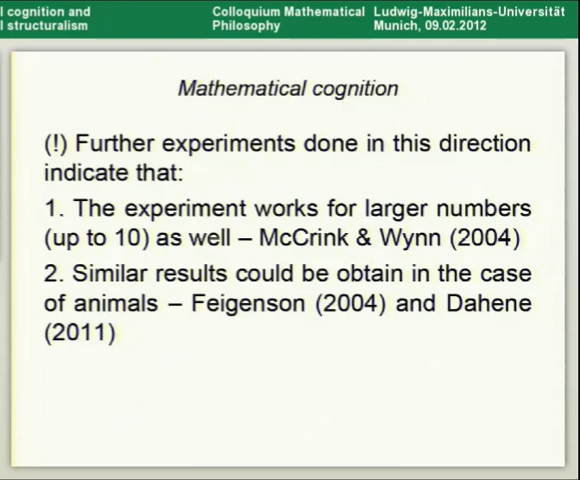 l cognition and
l structuralism
Colloquium Mathematical
Philosophy
Ludwig-Maximilians-Universität
Munich, 09.02.2012
Mathematical cognition
(!) Further experiments done in this direction
indicate that:
1. The experiment works for larger numbers
(up to 10) as well – McCrink & Wynn (2004)
2. Similar results could be obtain in the case
of animals – Feigenson (2004) and Dahene
(2011)